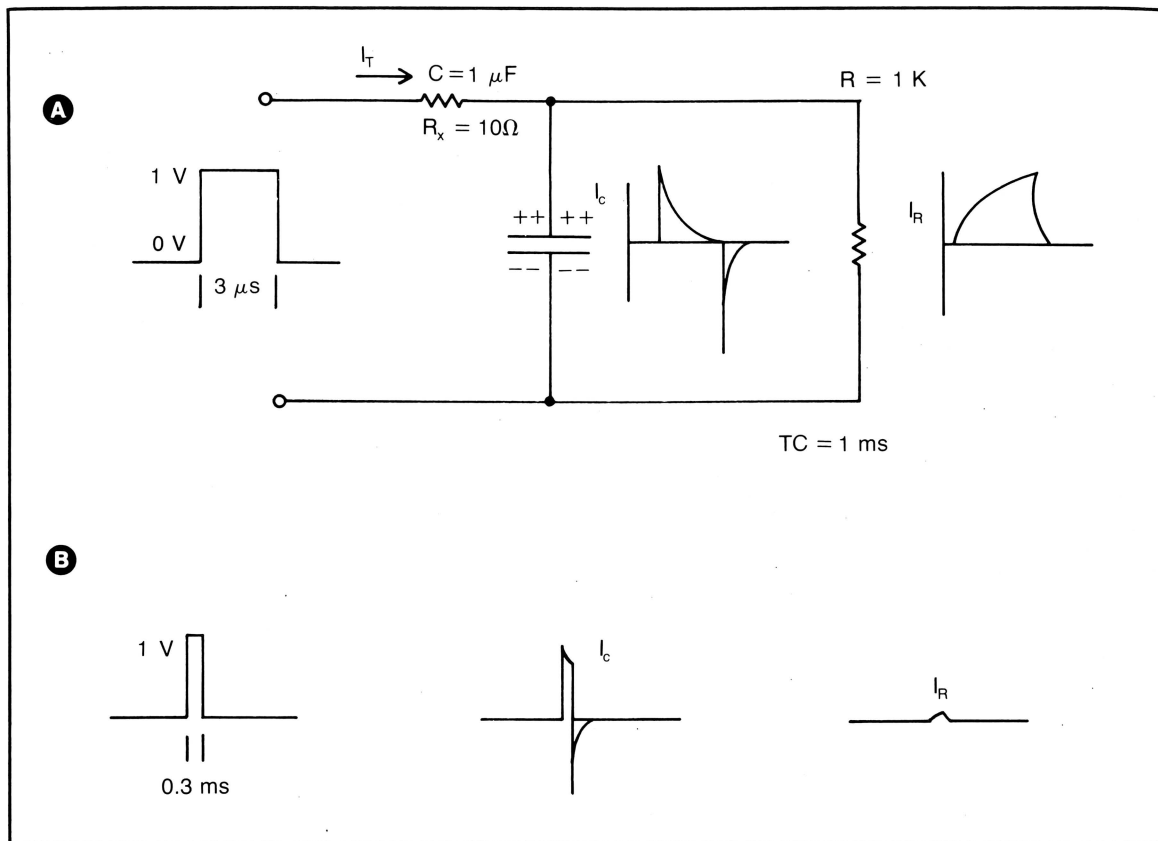 A
I_T
C = 1 μF
R = 1 K
R_x = 10Ω
1 V
I_c
I_R
++ ++
0 V
-- --
3 μs
TC = 1 ms
B
1 V
I_c
I_R
0.3 ms